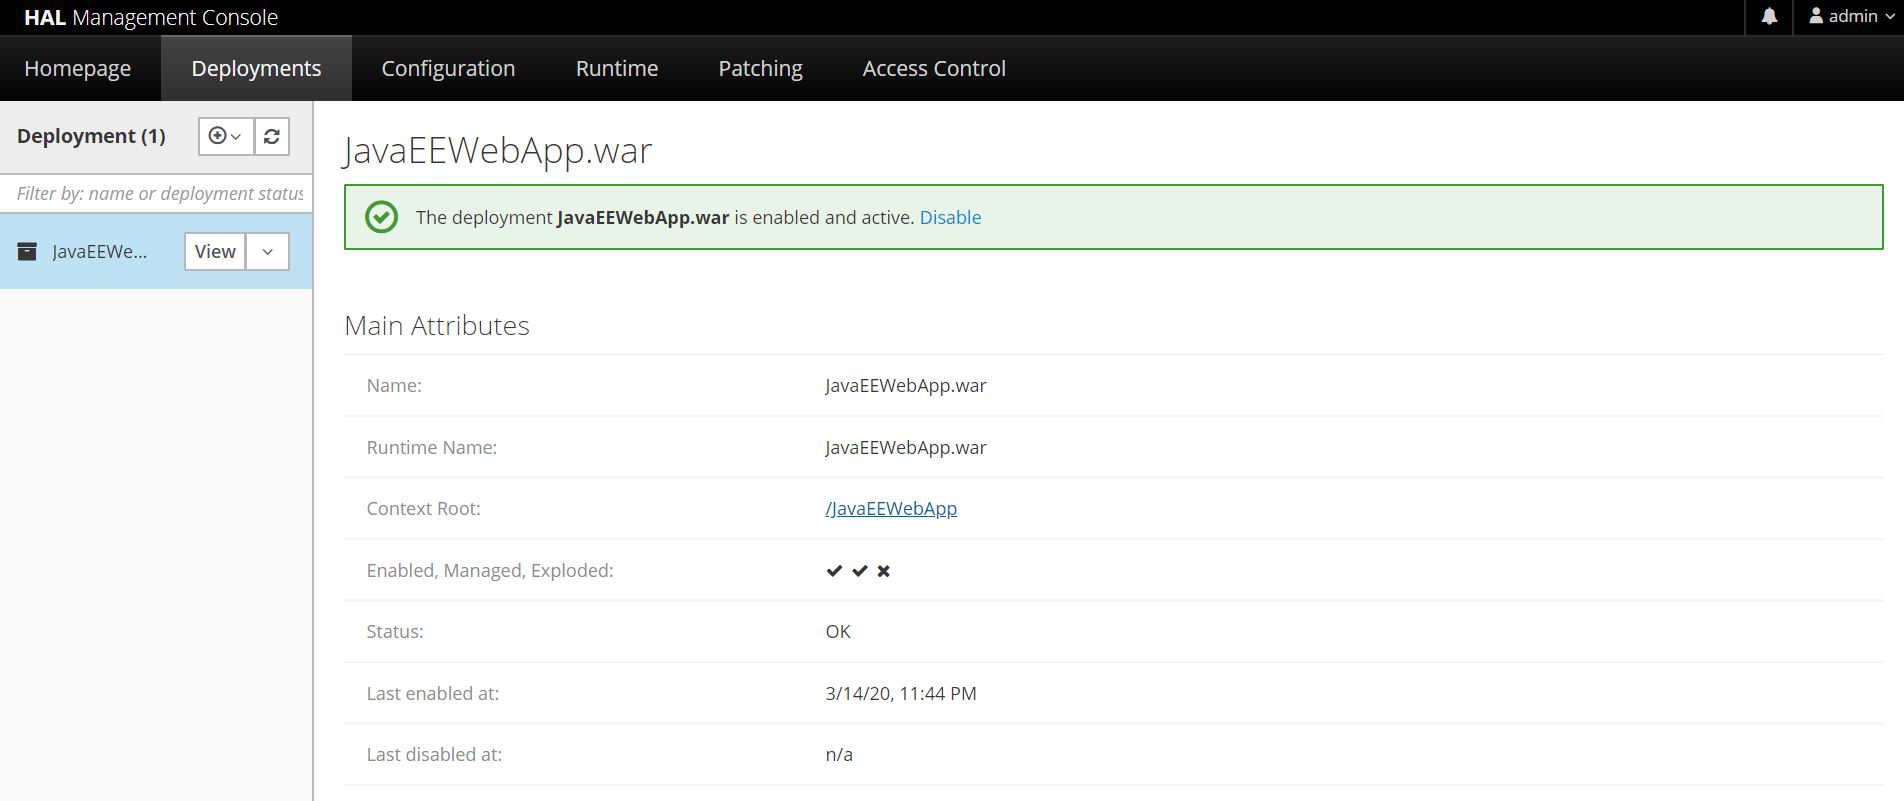 HAL Management Console
admin
Homepage Deployments Configuration Runtime Patching Access Control
Deployment (1)
Filter by: name or deployment status
JavaEEWe... View
JavaEEWebApp.war
The deployment JavaEEWebApp.war is enabled and active. Disable
Main Attributes
Name: JavaEEWebApp.war
Runtime Name: JavaEEWebApp.war
Context Root: /JavaEEWebApp
Enabled, Managed, Exploded:
Status: OK
Last enabled at: 3/14/20, 11:44 PM
Last disabled at: n/a